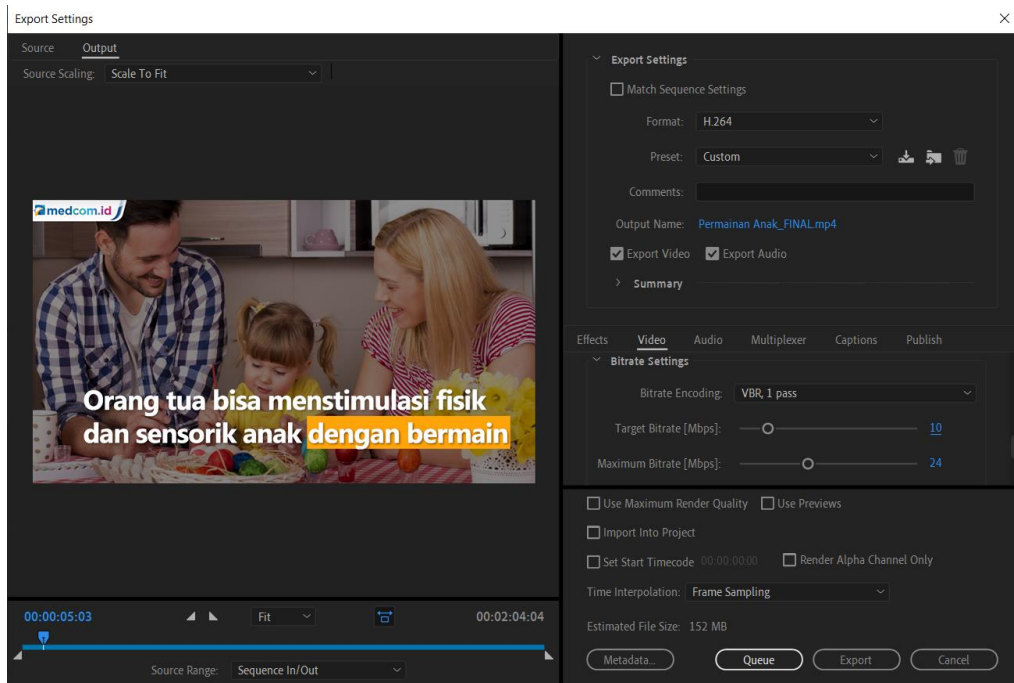 Export Settings
Source Output
Source Scaling: Scale To Fit
medcom.id
Orang tua bisa menstimulasi fisik
dan sensorik anak dengan bermain
00:00:05:03 Fit 00:02:04:04
Source Range: Sequence In/Out
Export Settings
Match Sequence Settings
Format: H.264
Preset: Custom
Comments:
Output Name: Permainan Anak_FINAL.mp4
Export Video Export Audio
Summary
Effects Video Audio Multiplexer Captions Publish
Bitrate Settings
Bitrate Encoding: VBR, 1 pass
Target Bitrate [Mbps]: 10
Maximum Bitrate [Mbps]: 24
Use Maximum Render Quality Use Previews
Import Into Project
Set Start Timecode 00:00:00:00 Render Alpha Channel Only
Time Interpolation: Frame Sampling
Estimated File Size: 152 MB
Metadata... Queue Export Cancel